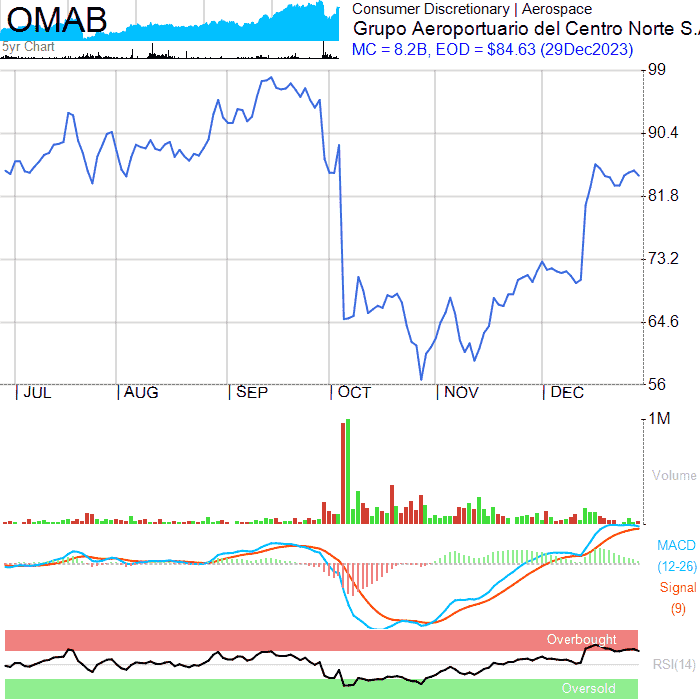 OMAB
5yr Chart
Consumer Discretionary | Aerospace
Grupo Aeroportuario del Centro Norte S.A
MC = 8.2B, EOD = $84.63 (29Dec2023)
99
90.4
81.8
73.2
64.6
56
JUL AUG SEP OCT NOV DEC
1M
Volume
MACD
(12-26)
Signal
(9)
Overbought
RSI(14)
Oversold